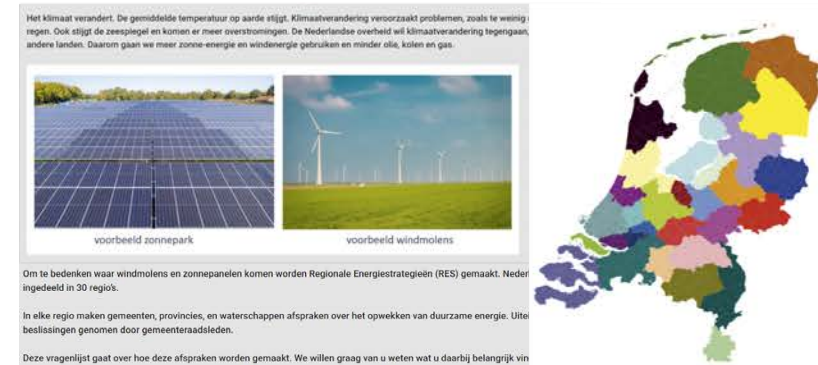 Het klimaat verandert. De gemiddelde temperatuur op aarde stijgt. Klimaatverandering veroorzaakt problemen, zoals te weinig
regen. Ook stijgt de zeespiegel en komen er meer overstromingen. De Nederlandse overheid wil klimaatverandering tegengaan,
andere landen. Daarom gaan we meer zonne-energie en windenergie gebruiken en minder olie, kolen en gas.
voorbeeld zonnepark
voorbeeld windmolens
Om te bedenken waar windmolens en zonnepanelen komen worden Regionale Energiestrategieën (RES) gemaakt.
ingedeeld in 30 regio's.
In elke regio maken gemeenten, provincies, en waterschappen afspraken over het opwekken van duurzame energie.
beslissingen genomen door gemeenteraadsleden.
Deze vragenlijst gaat over hoe deze afspraken worden gemaakt. We willen graag van u weten wat u daarbij belangrijk